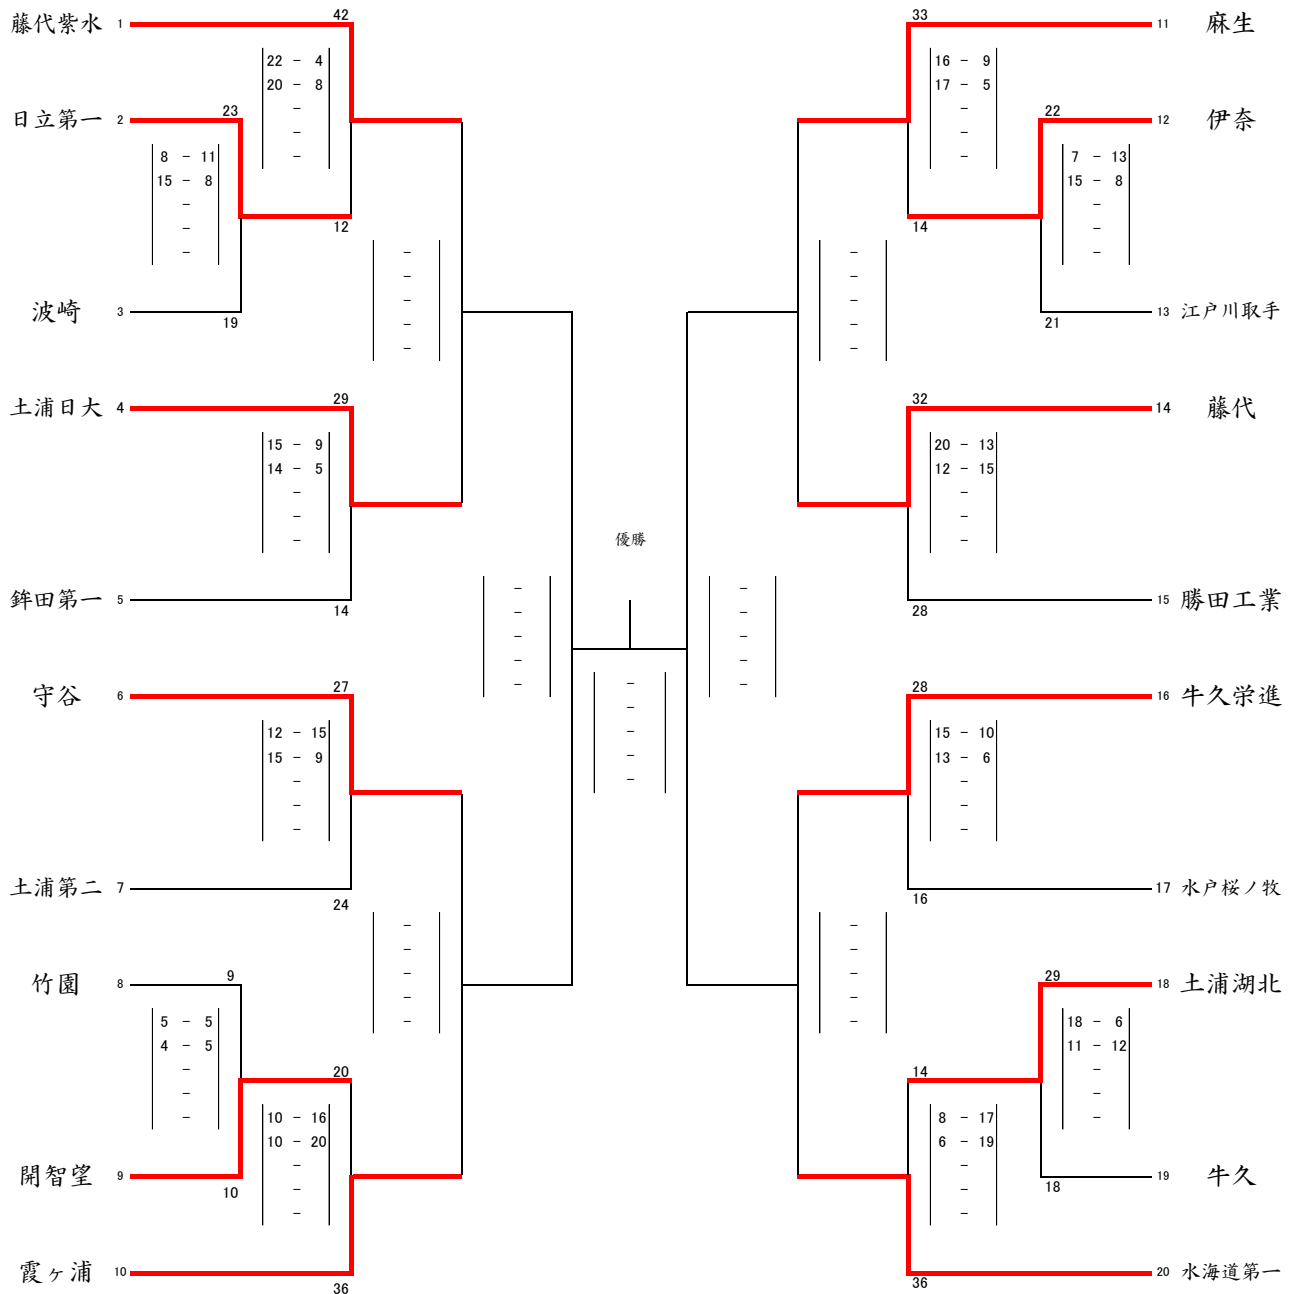 藤代紫水 1 42
22 - 4
20 - 8
-
-
-
日立第一 2 23
8 - 11
15 - 8
-
-
-
12
波崎 3 19
-
-
-
-
-
土浦日大 4 29
15 - 9
14 - 5
-
-
-
鉾田第一 5 14
守谷 6 27
12 - 15
15 - 9
-
-
-
土浦第二 7 24
竹園 8 9
5 - 5
4 - 5
-
-
-
20
10 - 16
10 - 20
-
-
-
開智望 9 10
霞ヶ浦 10 36
-
-
-
-
-
-
-
-
-
-
優勝
-
-
-
-
-
-
-
-
-
-
33 11 麻生
16 - 9
17 - 5
-
-
-
22 12 伊奈
7 - 13
15 - 8
-
-
-
14
21 13 江戸川取手
-
-
-
-
-
32 14 藤代
20 - 13
12 - 15
-
-
-
28 15 勝田工業
28 16 牛久栄進
15 - 10
13 - 6
-
-
-
16 17 水戸桜ノ牧
-
-
-
-
-
29 18 土浦湖北
18 - 6
11 - 12
-
-
-
14
8 - 17
6 - 19
-
-
-
18 19 牛久
36 20 水海道第一